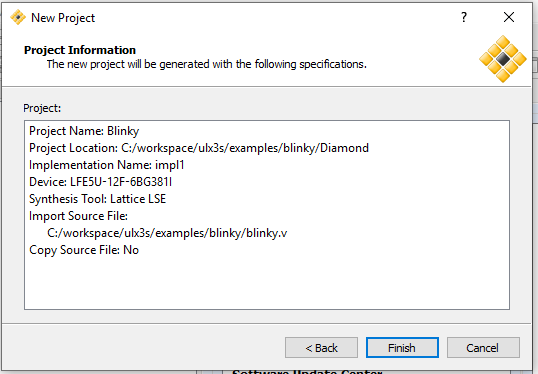 New Project
?
Project Information
The new project will be generated with the following specifications.
Project:
Project Name: Blinky
Project Location: C:/workspace/ulx3s/examples/blinky/Diamond
Implementation Name: impl1
Device: LFE5U-12F-6BG381I
Synthesis Tool: Lattice LSE
Import Source File:
C:/workspace/ulx3s/examples/blinky/blinky.v
Copy Source File: No
< Back
Finish
Cancel
Software Update Center